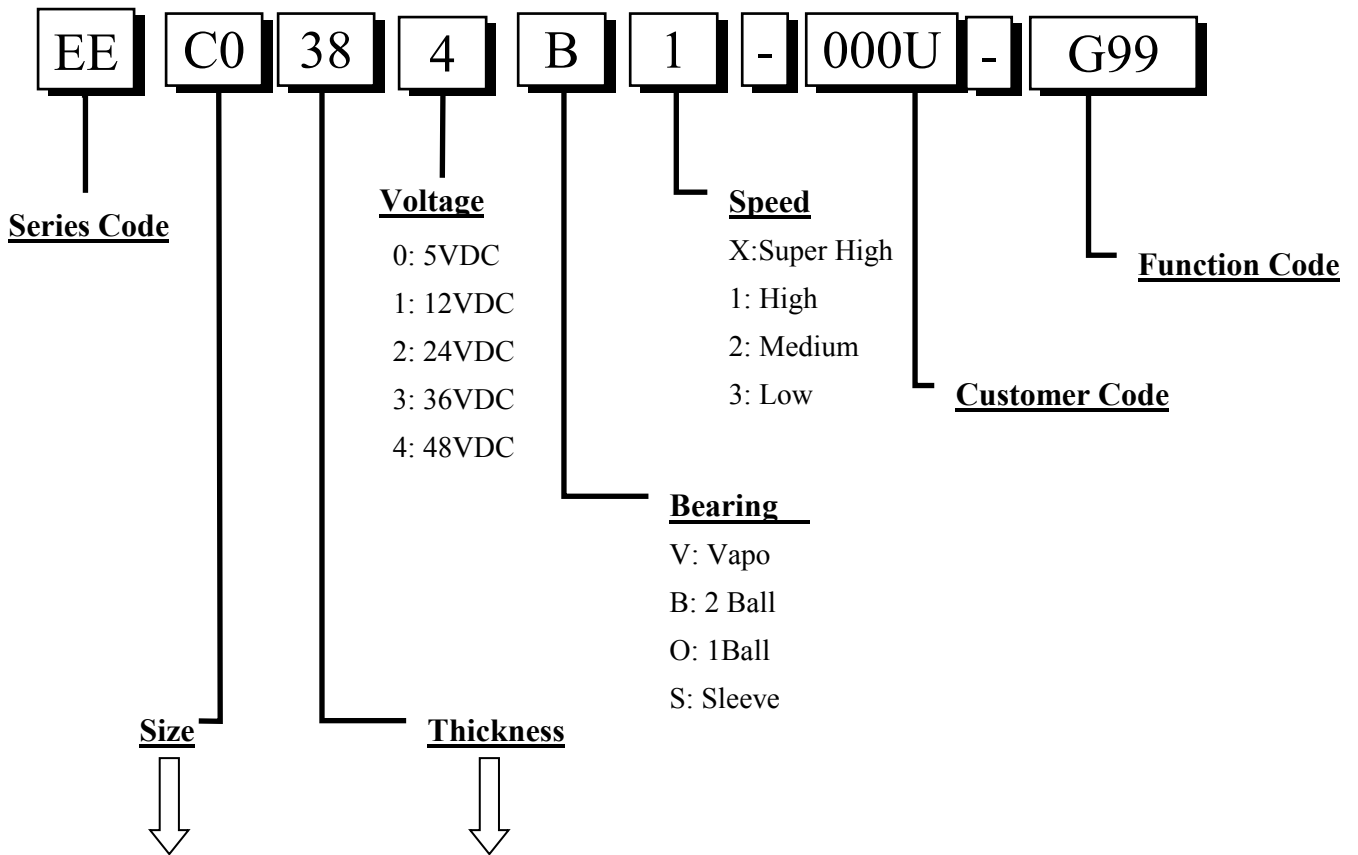 EE C0 38 4 B 1 - 000U - G99
Series Code
Voltage
0: 5VDC
1: 12VDC
2: 24VDC
3: 36VDC
4: 48VDC
Speed
X:Super High
1: High
2: Medium
3: Low
Function Code
Customer Code
Bearing
V: Vapo
B: 2 Ball
O: 1Ball
S: Sleeve
Size
Thickness